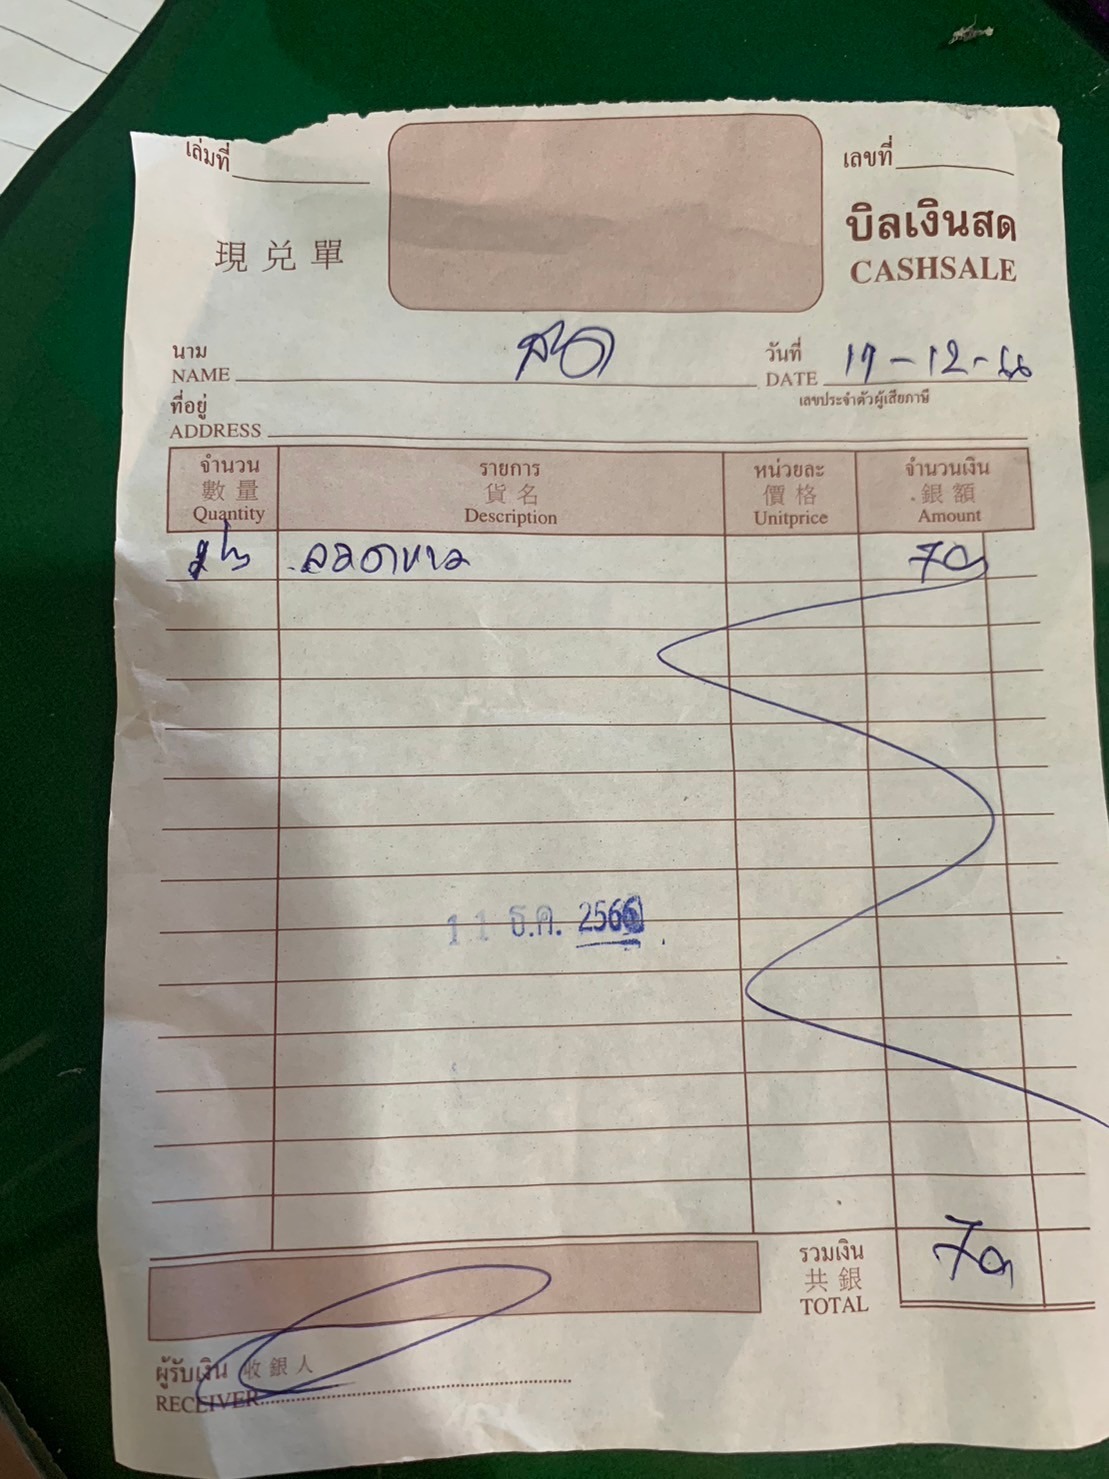 เล่มที่
เลขที่
現兑單
บิลเงินสด
CASHSALE
นาม
NAME สด
วันที่
DATE 11-12-66
เลขประจำตัวผู้เสียภาษี
ที่อยู่
ADDRESS
จำนวน รายการ หน่วยละ จำนวนเงิน
數量 貨名 價格 銀額
Quantity Description Unitprice Amount
70
11 ธ.ค. 2566
รวมเงิน
共銀
TOTAL 70
ผู้รับเงิน 收銀人
RECEIVER